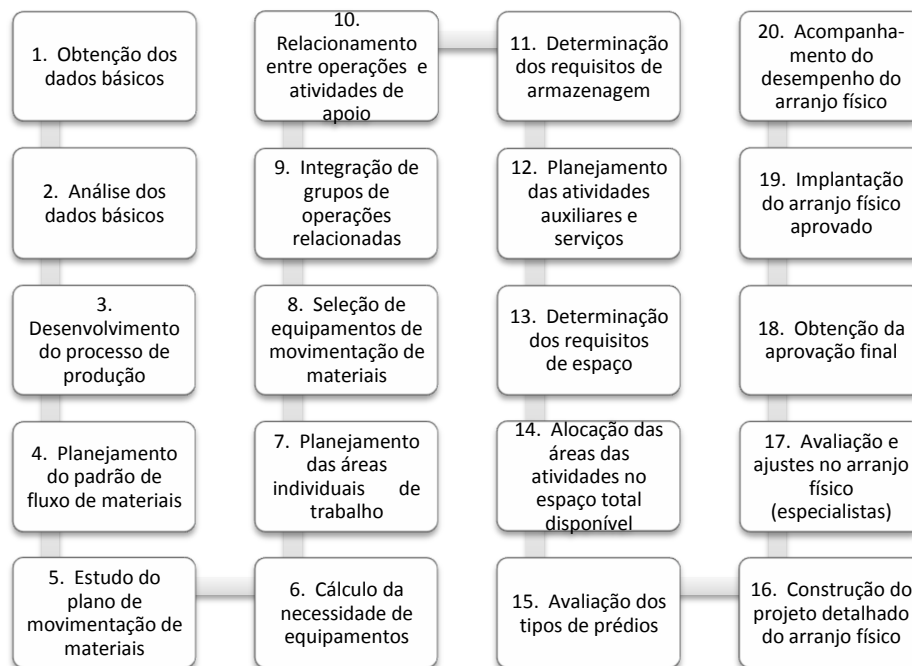 1. Obtenção dos
dados básicos
2. Análise dos
dados básicos
3.
Desenvolvimento
do processo de
produção
4. Planejamento
do padrão de
fluxo de materiais
5. Estudo do
plano de
movimentação de
materiais
6. Cálculo da
necessidade de
equipamentos
7. Planejamento
das áreas
individuais de
trabalho
8. Seleção de
equipamentos de
movimentação de
materiais
9. Integração de
grupos de
operações
relacionadas
10.
Relacionamento
entre operações e
atividades de
apoio
11. Determinação
dos requisitos de
armazenagem
12. Planejamento
das atividades
auxiliares e
serviços
13. Determinação
dos requisitos
de espaço
14. Alocação das
áreas das
atividades no
espaço total
disponível
15. Avaliação dos
tipos de prédios
16. Construção do
projeto detalhado
do arranjo físico
17. Avaliação e
ajustes no arranjo
físico
(especialistas)
18. Obtenção da
aprovação final
19. Implantação
do arranjo físico
aprovado
20. Acompanha-
mento do
desempenho do
arranjo físico